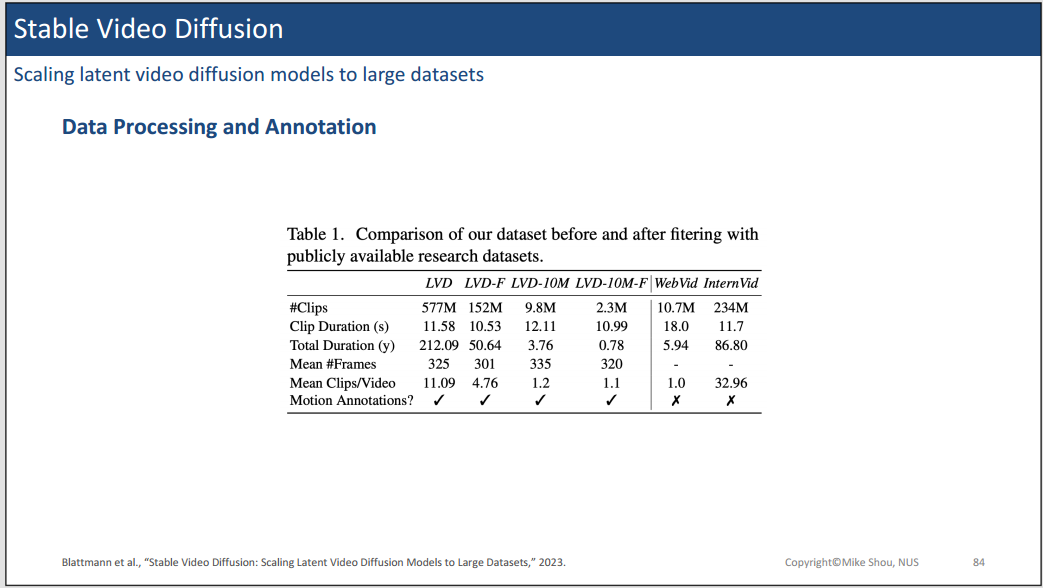 Stable Video Diffusion
Scaling latent video diffusion models to large datasets
Data Processing and Annotation
Table 1. Comparison of our dataset before and after fitering with
publicly available research datasets.
LVD LVD-F LVD-10M LVD-10M-F WebVid InternVid
#Clips 577M 152M 9.8M 2.3M 10.7M 234M
Clip Duration (s) 11.58 10.53 12.11 10.99 18.0 11.7
Total Duration (y) 212.09 50.64 3.76 0.78 5.94 86.80
Mean #Frames 325 301 335 320 - -
Mean Clips/Video 11.09 4.76 1.2 1.1 1.0 32.96
Motion Annotations? ✓ ✓ ✓ ✓ ✗ ✗
Blattmann et al., “Stable Video Diffusion: Scaling Latent Video Diffusion Models to Large Datasets,” 2023.
Copyright©Mike Shou, NUS
84